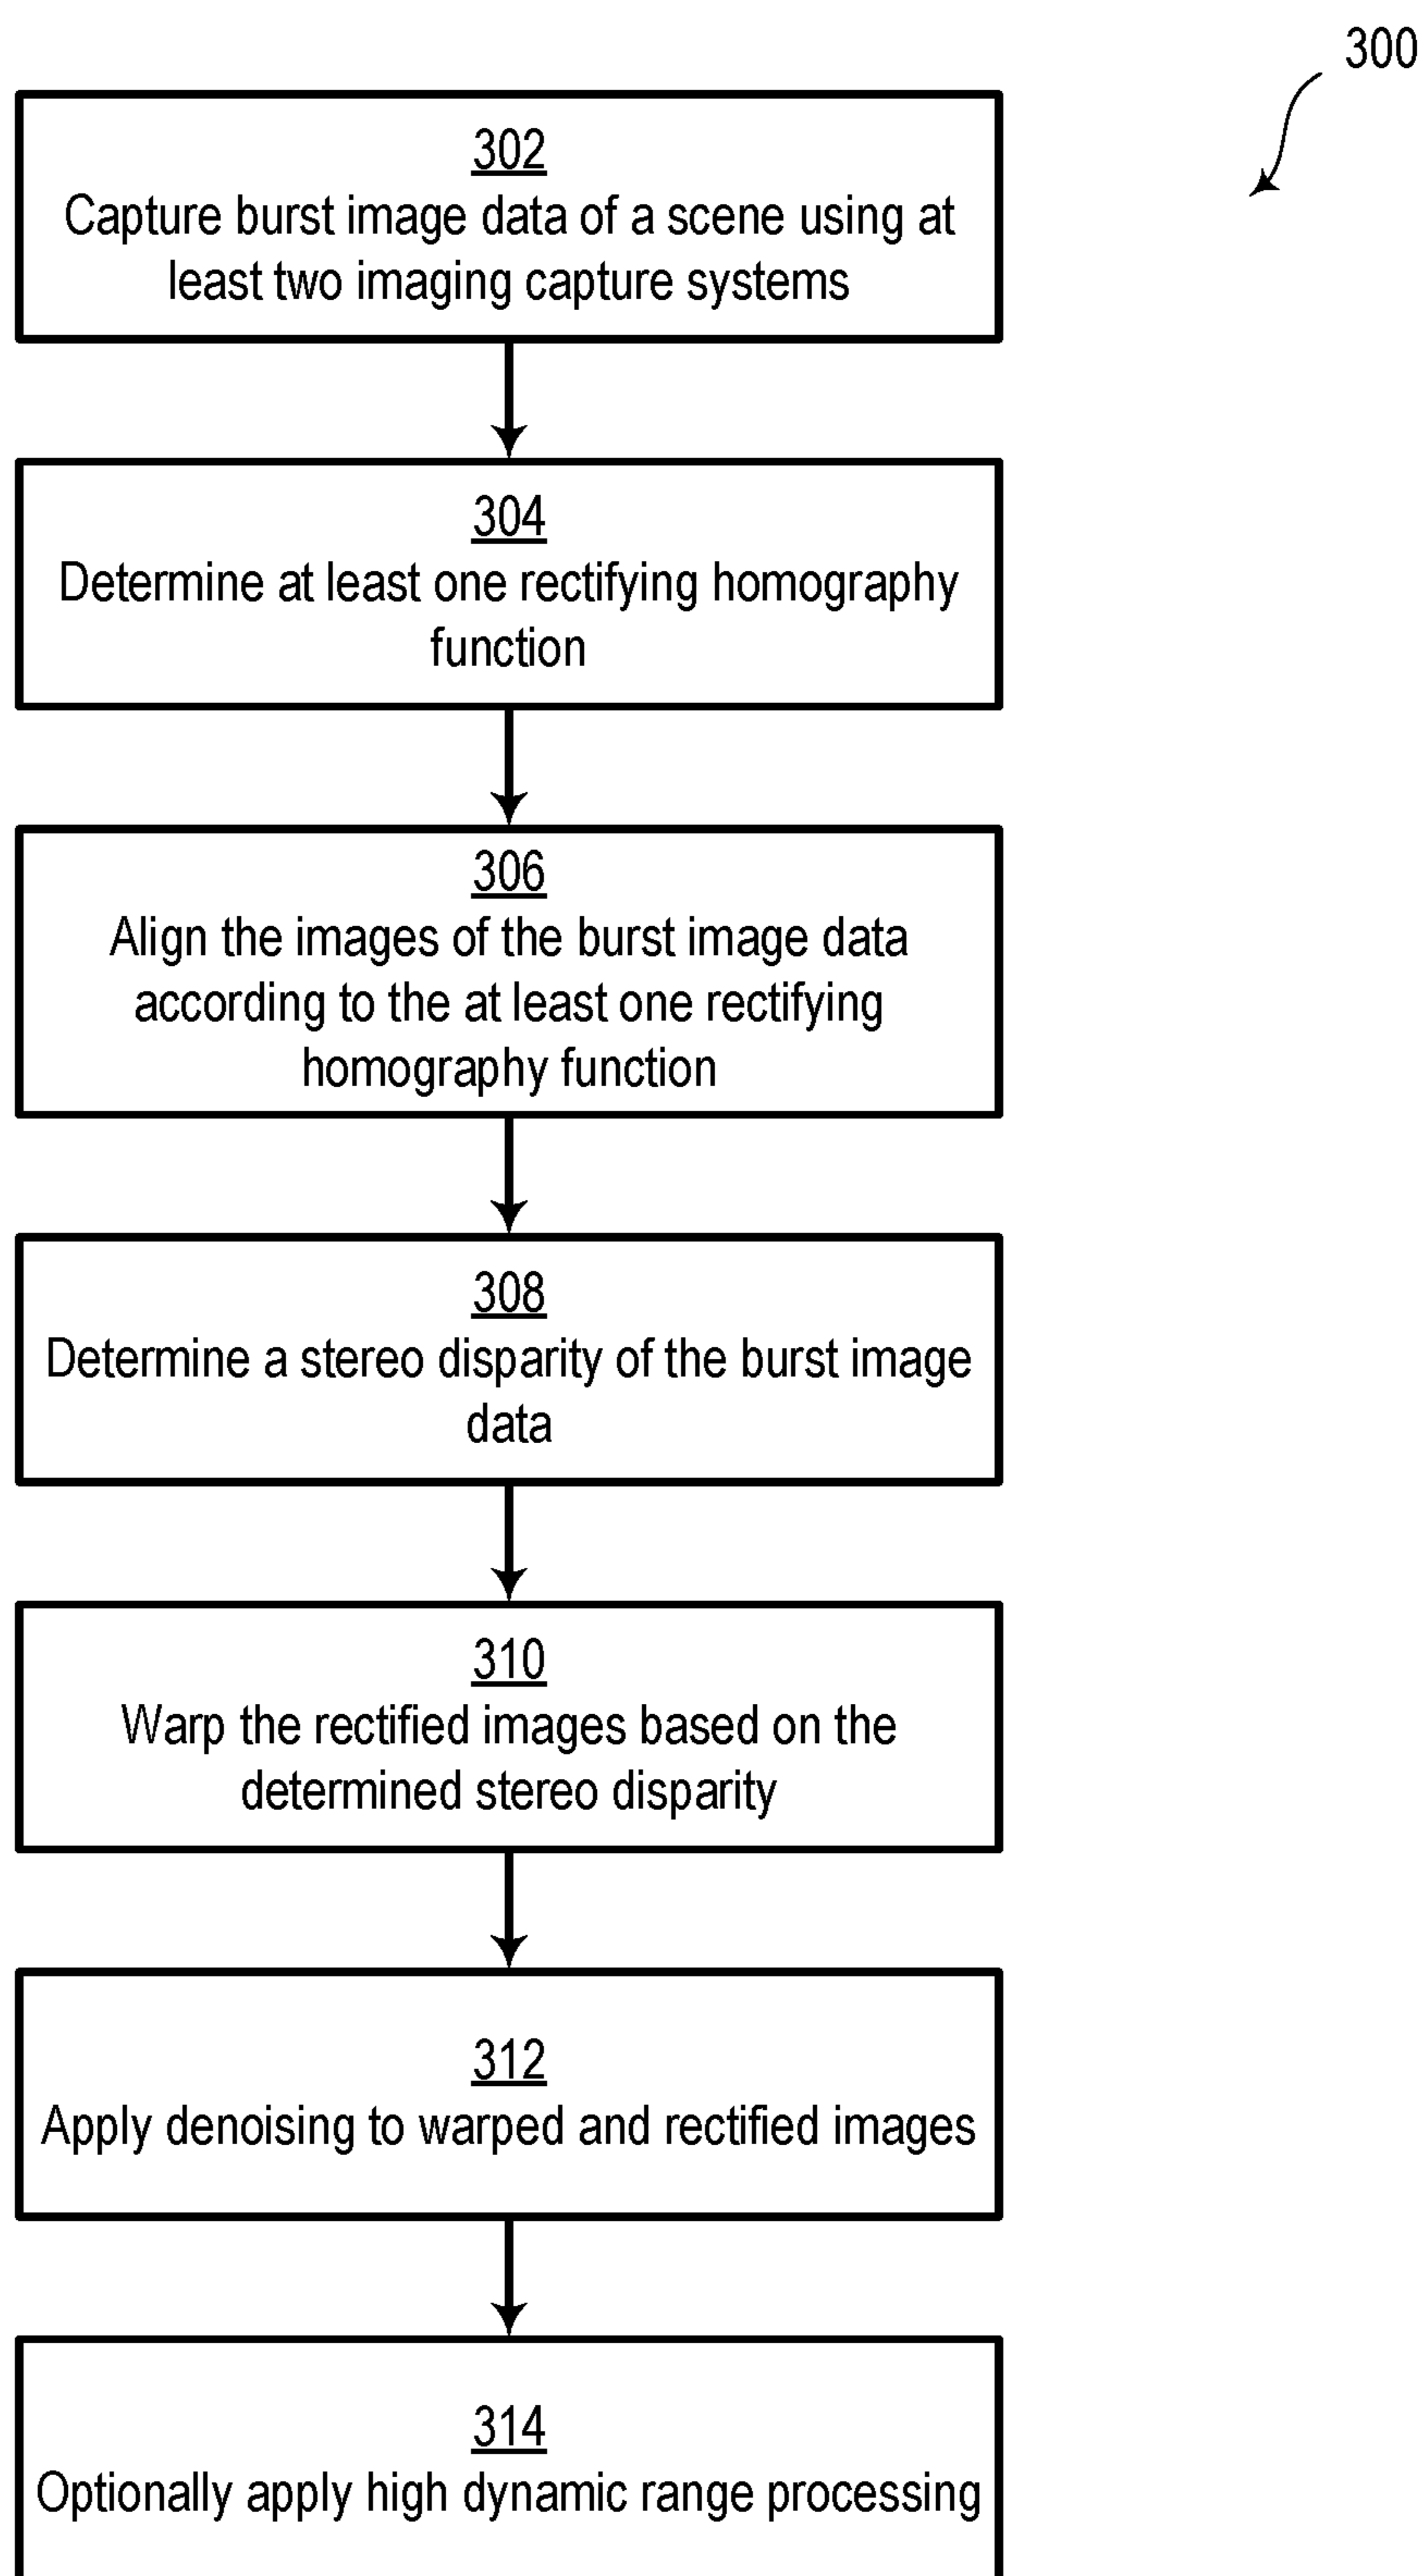 300
302
Capture burst image data of a scene using at
least two imaging capture systems
304
Determine at least one rectifying homography
function
306
Align the images of the burst image data
according to the at least one rectifying
homography function
308
Determine a stereo disparity of the burst image
data
310
Warp the rectified images based on the
determined stereo disparity
312
Apply denoising to warped and rectified images
314
Optionally apply high dynamic range processing